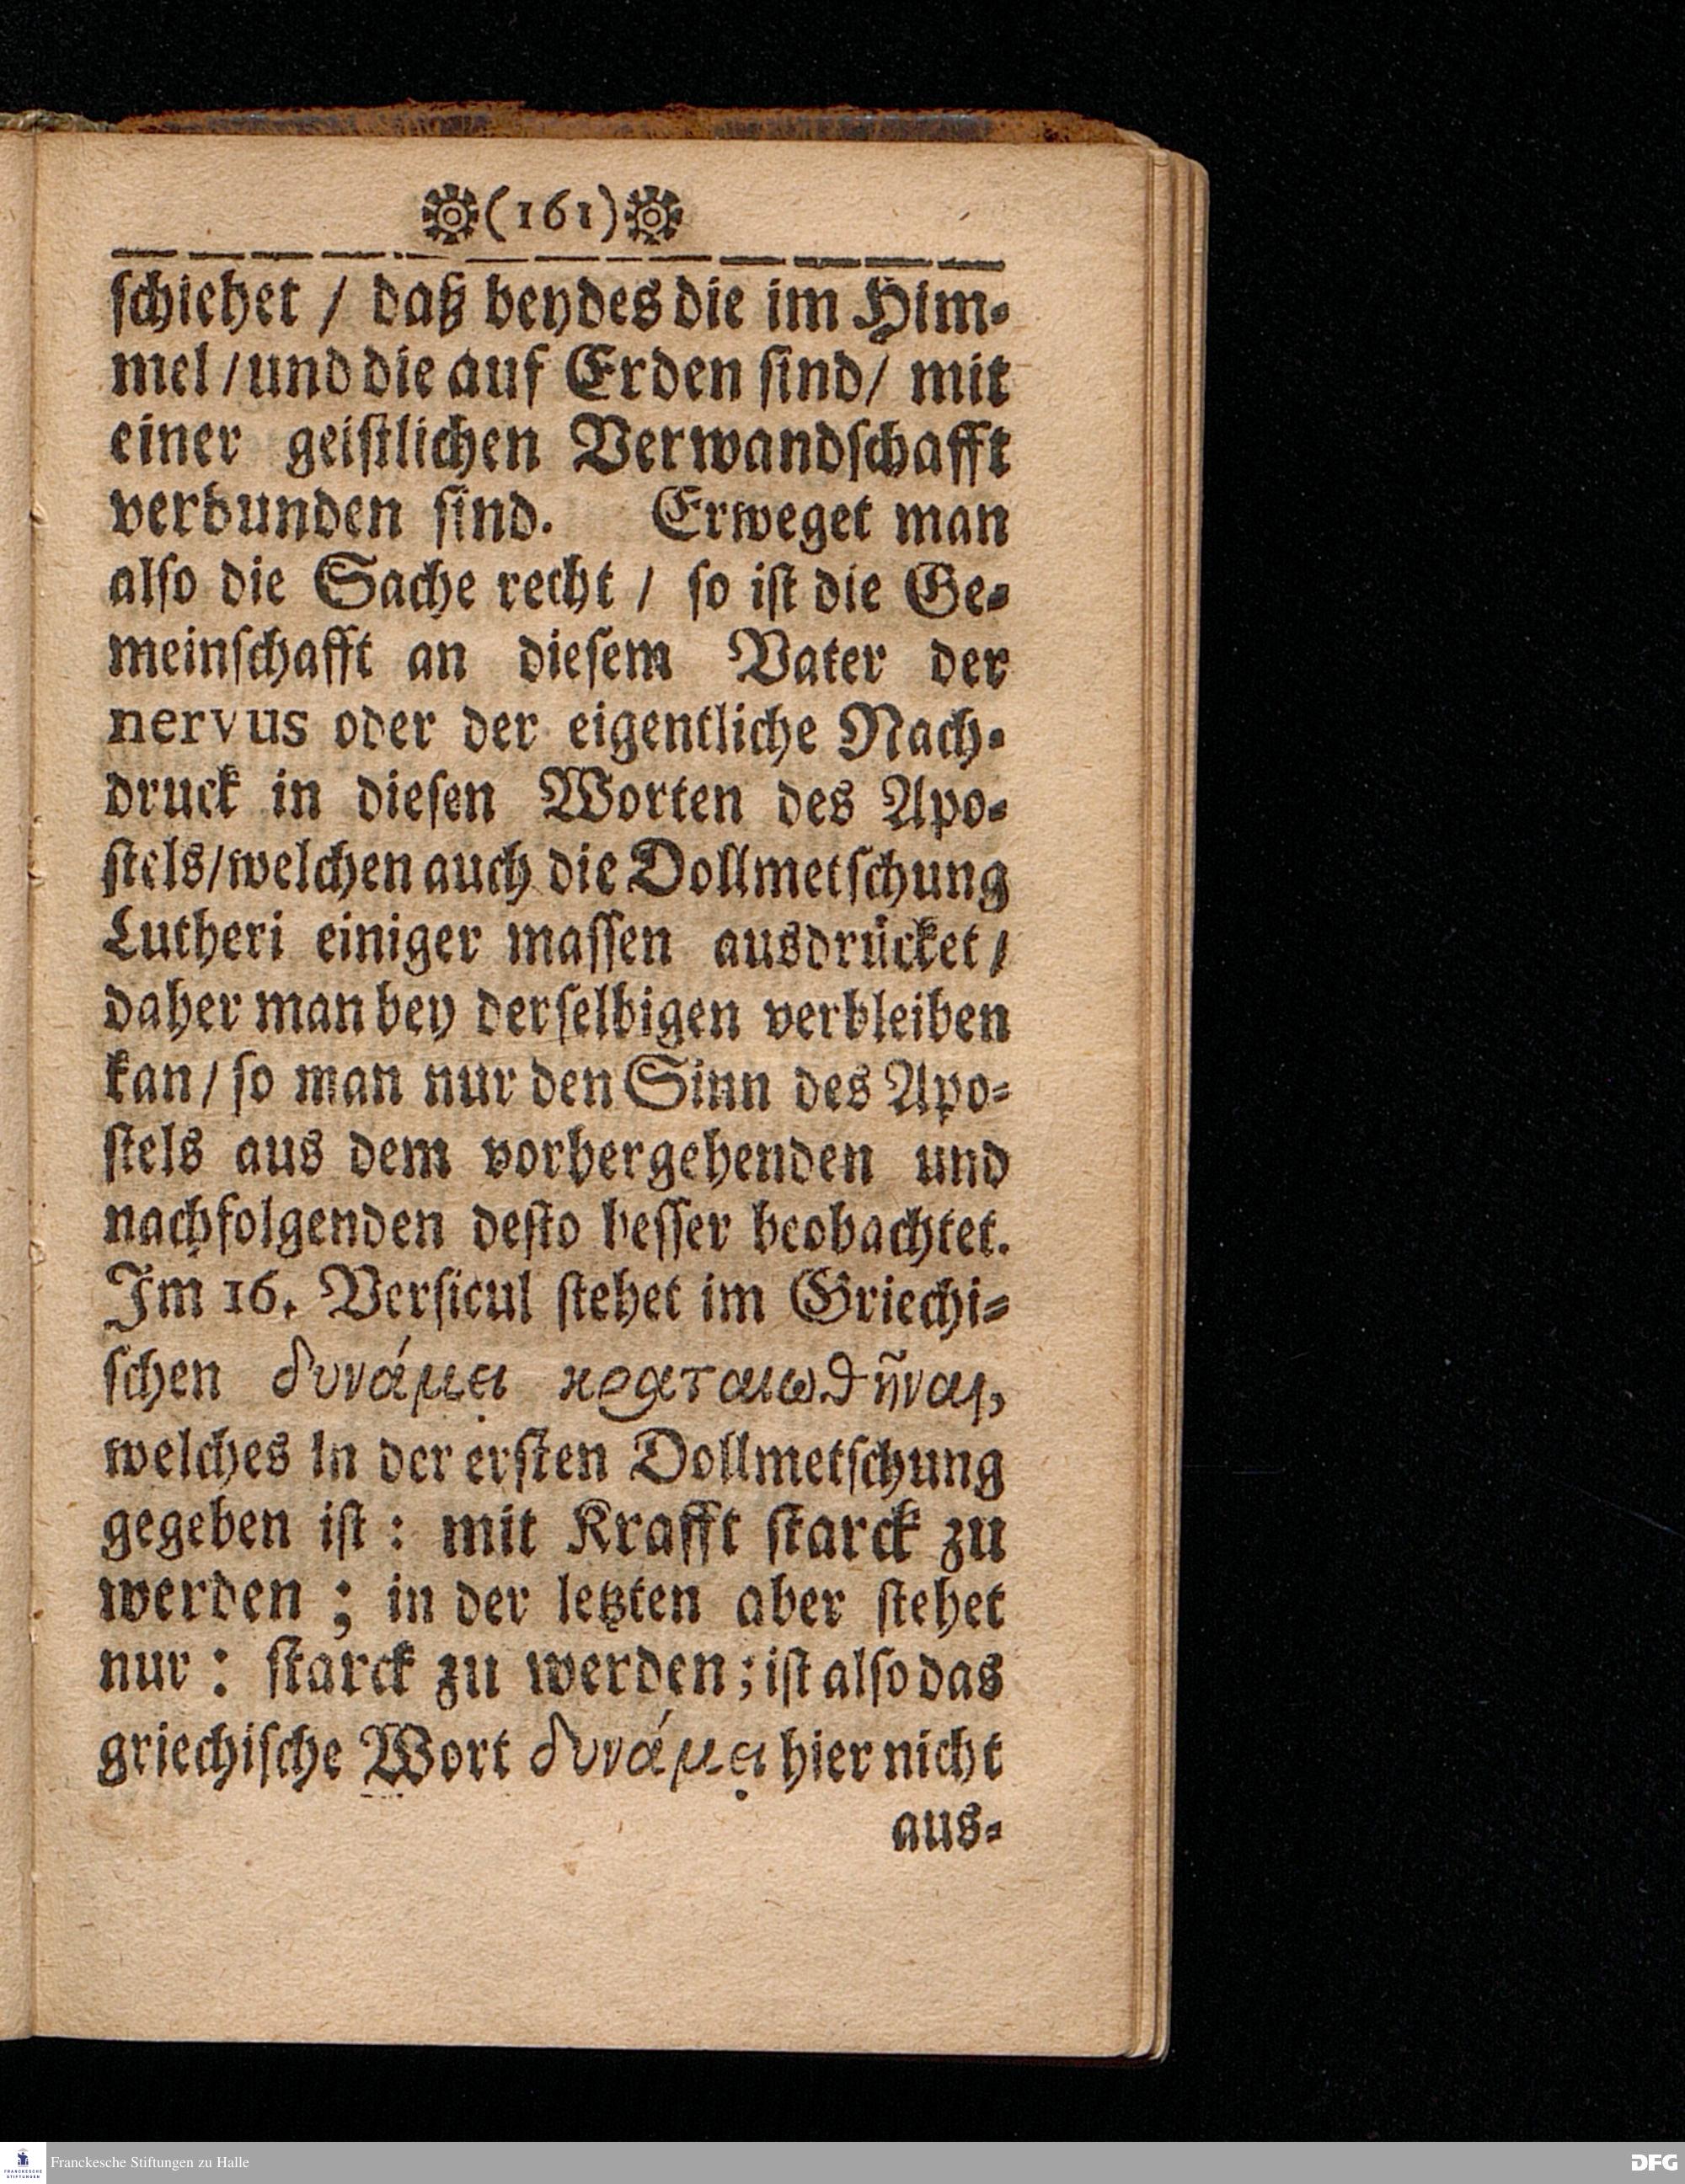 (161)
ſchiehet / daß beydes die im Him⸗
mel / und die auf Erden ſind / mit
einer geiſtlichen Verwandſchafft
verbunden ſind. Erweget man
alſo die Sache recht / ſo iſt die Ge⸗
meinſchafft an dieſem Vater der
nervus oder der eigentliche Nach⸗
druck in dieſen Worten des Apo⸗
ſtels / welchen auch die Dollmetſchung
Lutheri einiger maſſen ausdrücket /
daher man bey derſelbigen verbleiben
kan / ſo man nur den Sinn des Apo⸗
ſtels aus dem vorhergehenden und
nachfolgenden deſto beſſer beobachtet.
Im 16. Verſicul ſtehet im Griechi⸗
ſchen δυνάμει κραταιωθῆναι,
welches in der erſten Dollmetſchung
gegeben iſt : mit Krafft ſtarck zu
werden ; in der letzten aber ſtehet
nur : ſtarck zu werden ; iſt alſo das
griechiſche Wort δυνάμει hier nicht
aus⸗
FRANCKESCHE STIFTUNGEN
Franckesche Stiftungen zu Halle
DFG